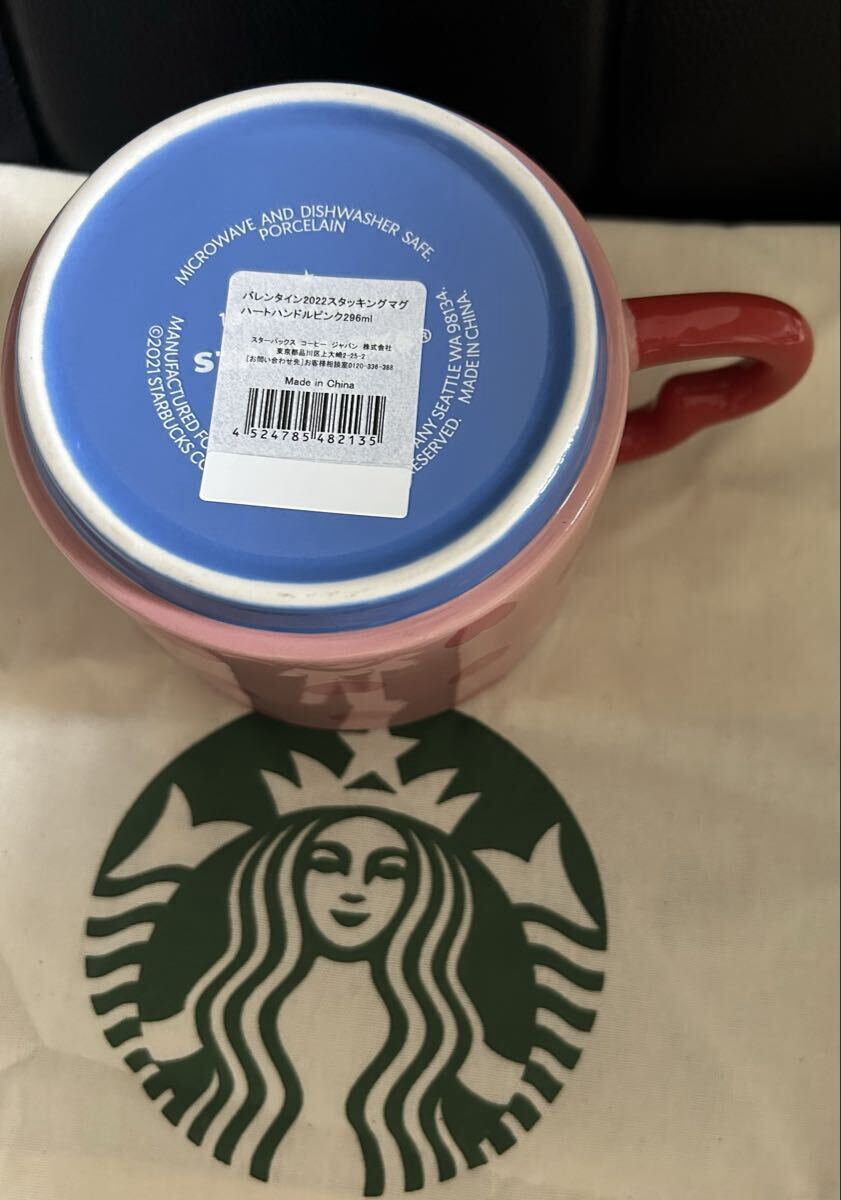 MICROWAVE AND DISHWASHER SAFE.
PORCELAIN
バレンタイン2022スタッキングマグ
ハートハンドルピンク296ml
スターバックス コーヒー ジャパン 株式会社
東京都品川区上大崎2-25-2
[お問い合わせ先]お客様相談室0120-336-388
Made in China
4 524785 482135
ST
®
MANUFACTURED
©2021 STARBUCKS
SEATTLE WA 98134.
MADE IN CHINA.